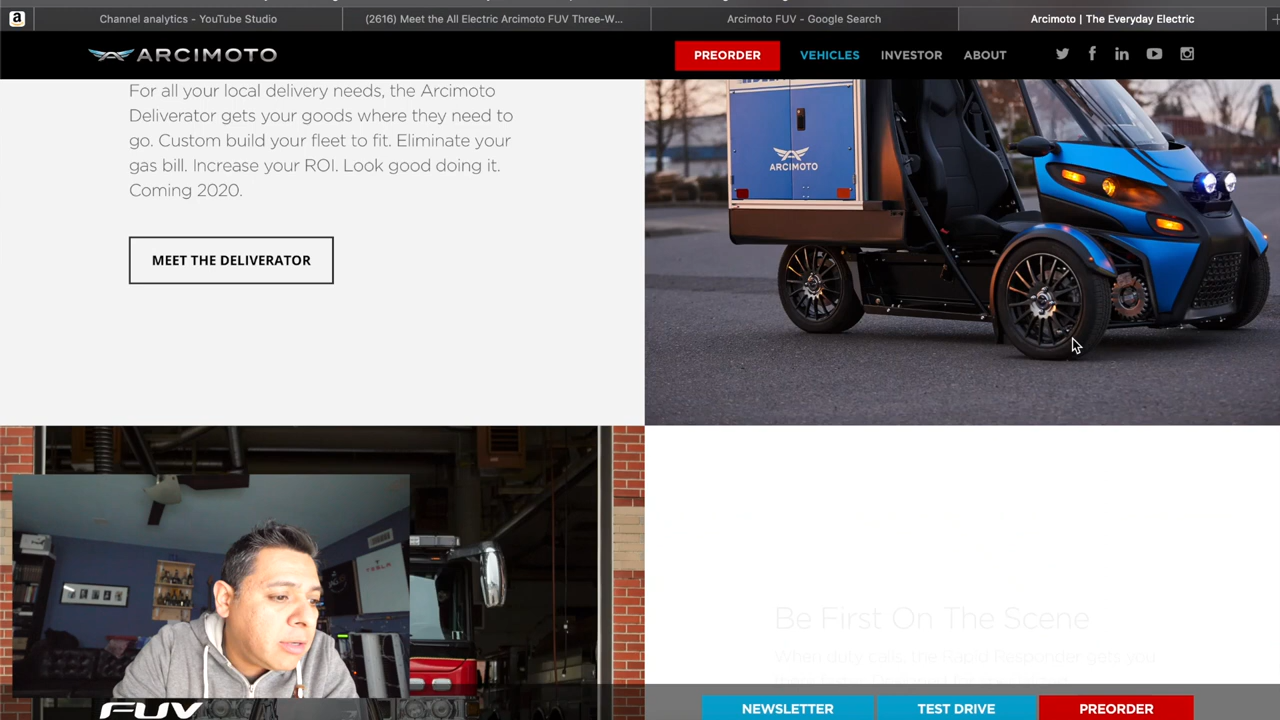 Channel analytics - YouTube Studio
(2616) Meet the All Electric Arcimoto FUV Three-W...
Arcimoto FUV - Google Search
Arcimoto | The Everyday Electric
ARCIMOTO
PREORDER
VEHICLES
INVESTOR
ABOUT
For all your local delivery needs, the Arcimoto
Deliverator gets your goods where they need to
go. Custom build your fleet to fit. Eliminate your
gas bill. Increase your ROI. Look good doing it.
Coming 2020.
MEET THE DELIVERATOR
ARCIMOTO
TESLA
Be First On The Scene
When duty calls, the Rapid Responder gets you
FUV
NEWSLETTER
TEST DRIVE
PREORDER